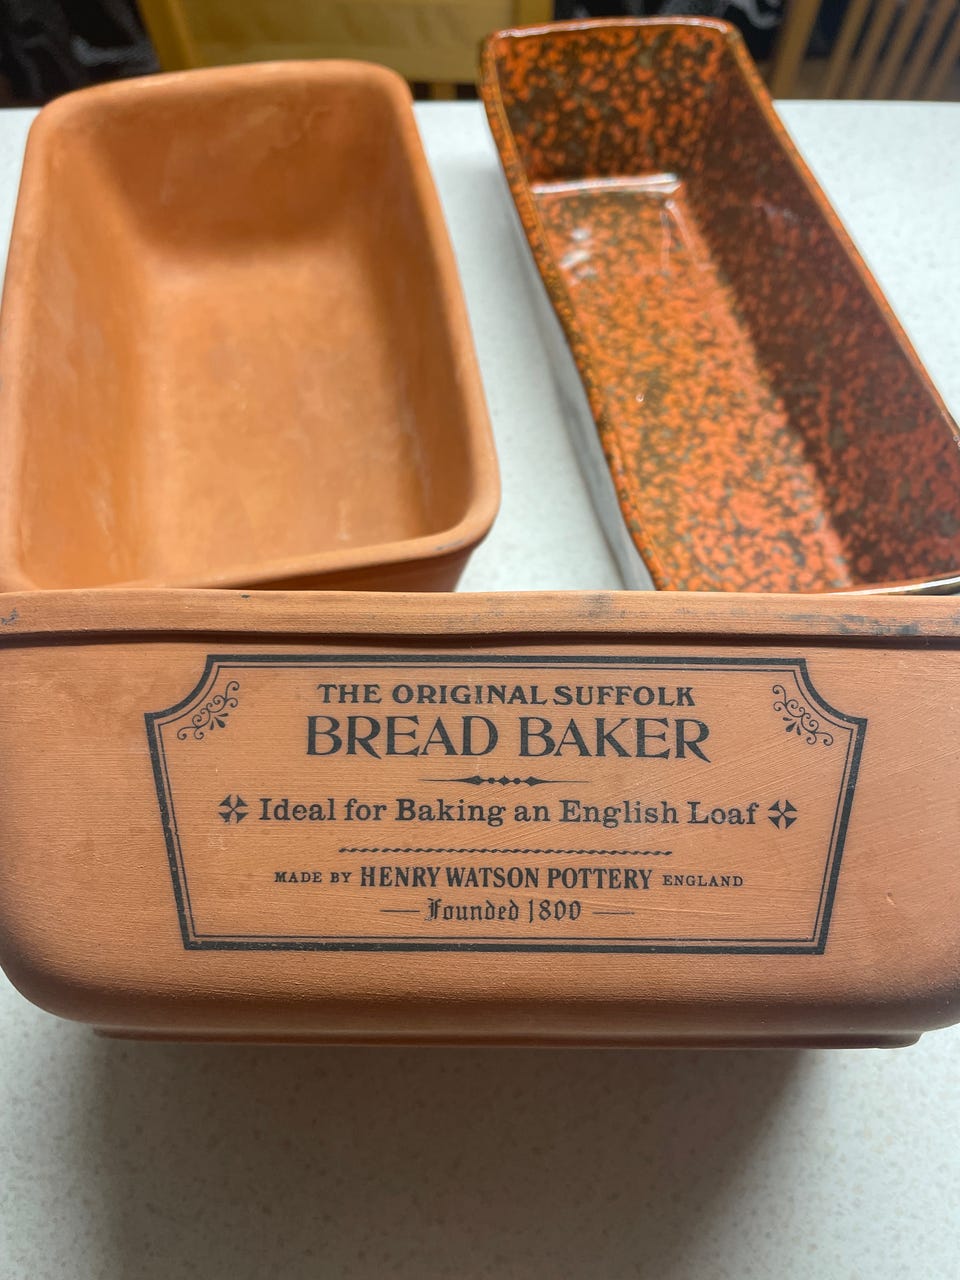 THE ORIGINAL SUFFOLK
BREAD BAKER
Ideal for Baking an English Loaf
MADE BY HENRY WATSON POTTERY ENGLAND
Founded 1800